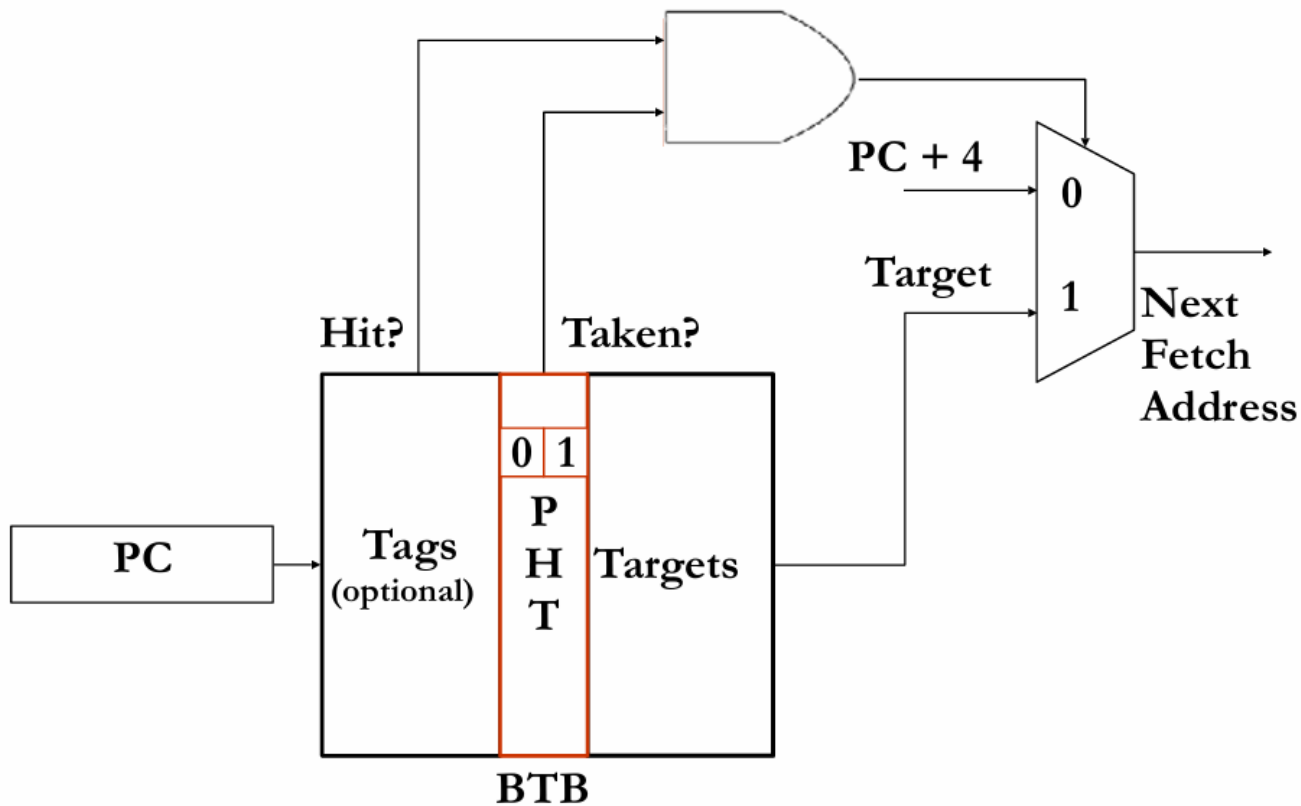 PC + 4
0
Target
1
Hit?
Taken?
Next
Fetch
Address
0 1
P
H
T
PC
Tags
(optional)
Targets
BTB